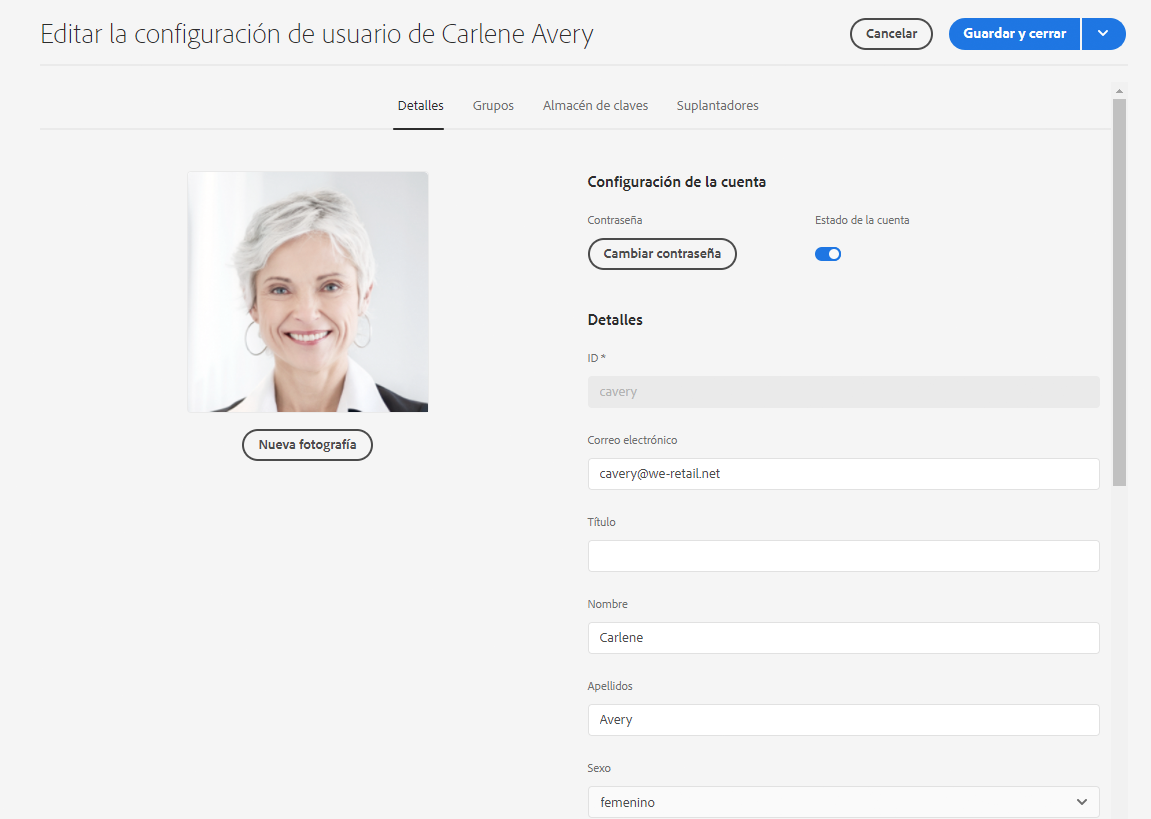 Editar la configuración de usuario de Carlene Avery
Cancelar
Guardar y cerrar
Detalles
Grupos
Almacén de claves
Suplantadores
Nueva fotografía
Configuración de la cuenta
Contraseña
Estado de la cuenta
Cambiar contraseña
Detalles
ID *
cavery
Correo electrónico
cavery@we-retail.net
Título
Nombre
Carlene
Apellidos
Avery
Sexo
femenino